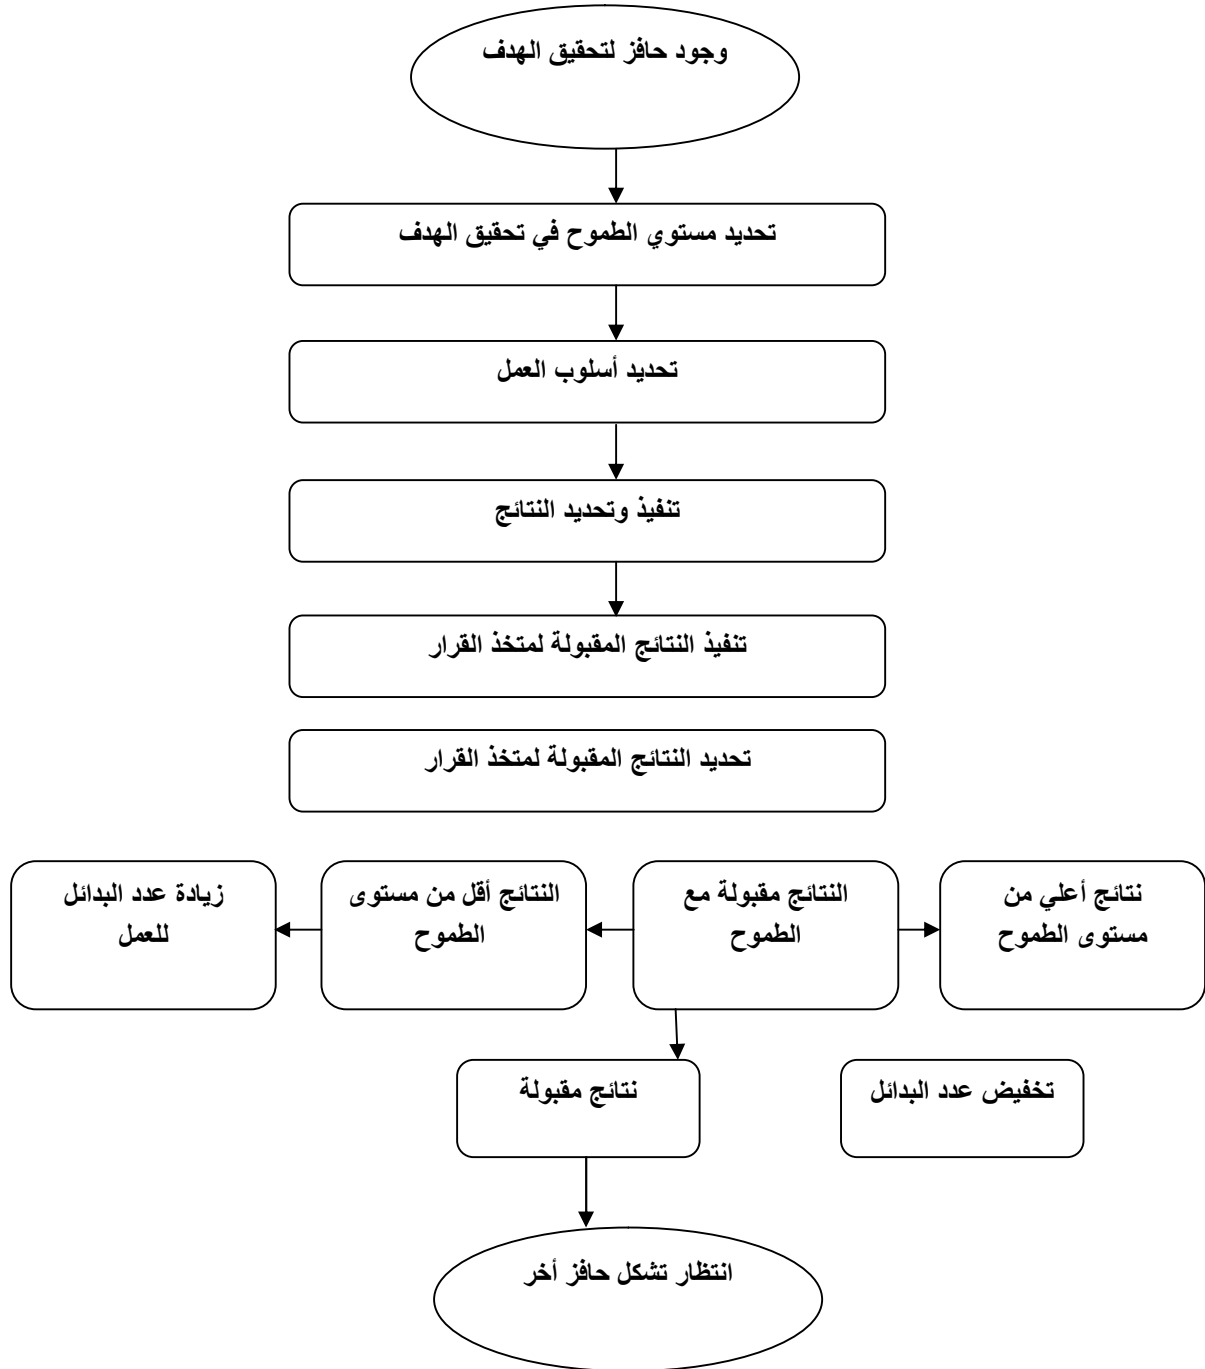 وجود حافز لتحقيق الهدف
تحديد مستوي الطموح في تحقيق الهدف
تحديد أسلوب العمل
تنفيذ وتحديد النتائج
تنفيذ النتائج المقبولة لمتخذ القرار
تحديد النتائج المقبولة لمتخذ القرار
نتائج أعلي من
مستوى الطموح
النتائج مقبولة مع
الطموح
النتائج أقل من مستوى
الطموح
زيادة عدد البدائل
للعمل
تخفيض عدد البدائل
نتائج مقبولة
انتظار تشكل حافز أخر